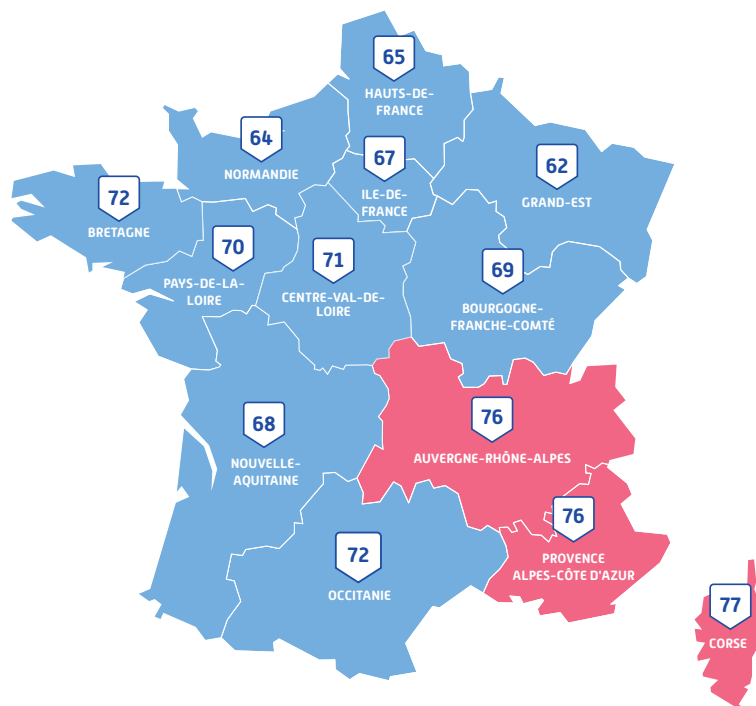 65
HAUTS-DE-
FRANCE
64
NORMANDIE
67
ILE-DE-
FRANCE
62
GRAND-EST
72
BRETAGNE
70
PAYS-DE-LA-
LOIRE
71
CENTRE-VAL-DE-
LOIRE
69
BOURGOGNE-
FRANCHE-COMTÉ
68
NOUVELLE-
AQUITAINE
76
AUVERGNE-RHÔNE-ALPES
72
OCCITANIE
76
PROVENCE
ALPES-CÔTE D'AZUR
77
CORSE